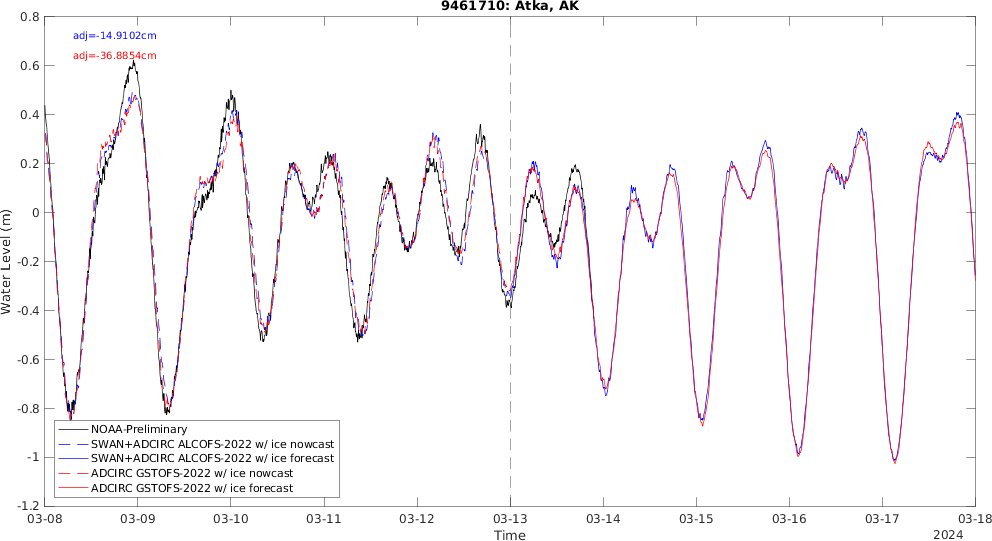 9461710: Atka, AK
adj=-14.9102cm
adj=-36.8854cm
Water Level (m)
0.8
0.6
0.4
0.2
0
-0.2
-0.4
-0.6
-0.8
-1
-1.2
NOAA-Preliminary
SWAN+ADCIRC ALCOFS-2022 w/ ice nowcast
SWAN+ADCIRC ALCOFS-2022 w/ ice forecast
ADCIRC GSTOFS-2022 w/ ice nowcast
ADCIRC GSTOFS-2022 w/ ice forecast
03-08 03-09 03-10 03-11 03-12 03-13 03-14 03-15 03-16 03-17 03-18
Time
2024